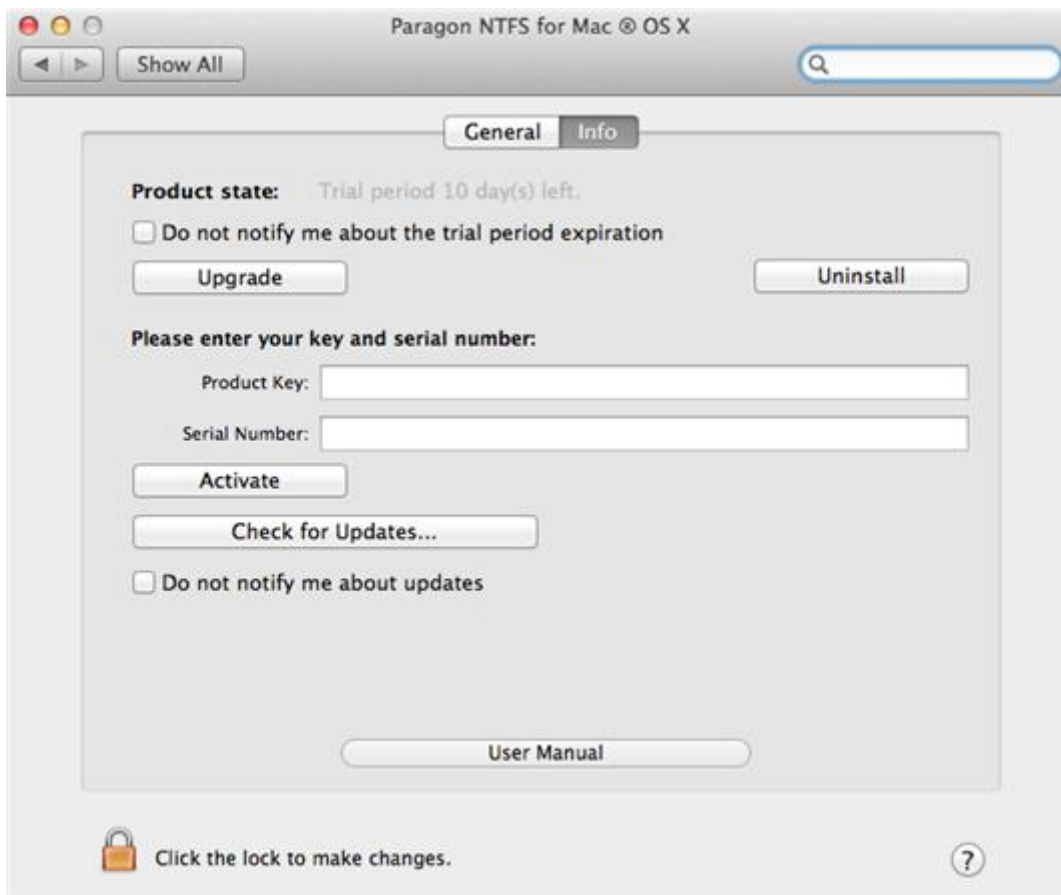 Paragon NTFS for Mac ® OS X
Show All
General Info
Product state: Trial period 10 day(s) left.
Do not notify me about the trial period expiration
Upgrade Uninstall
Please enter your key and serial number:
Product Key:
Serial Number:
Activate
Check for Updates...
Do not notify me about updates
User Manual
Click the lock to make changes. ?